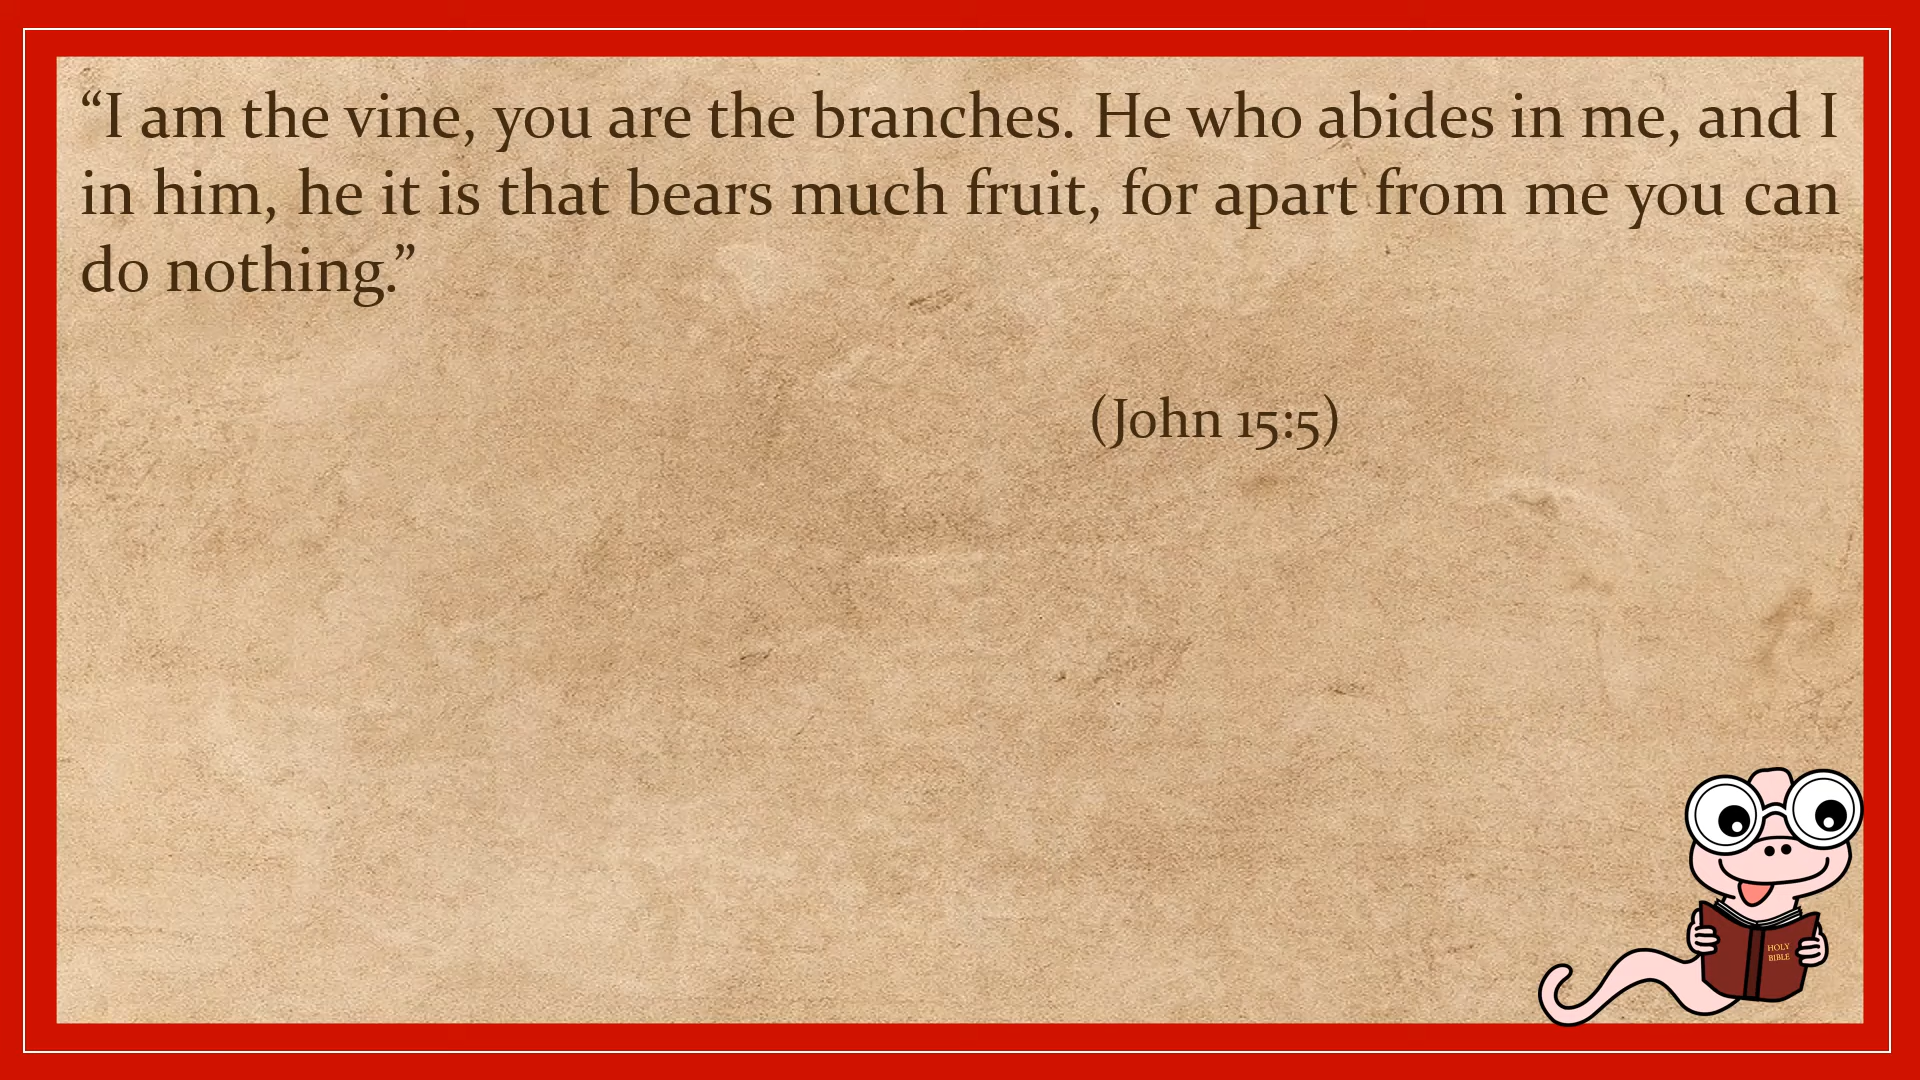 “I am the vine, you are the branches. He who abides in me, and I
in him, he it is that bears much fruit, for apart from me you can
do nothing.”
(John 15:5)
HOLY
BIBLE